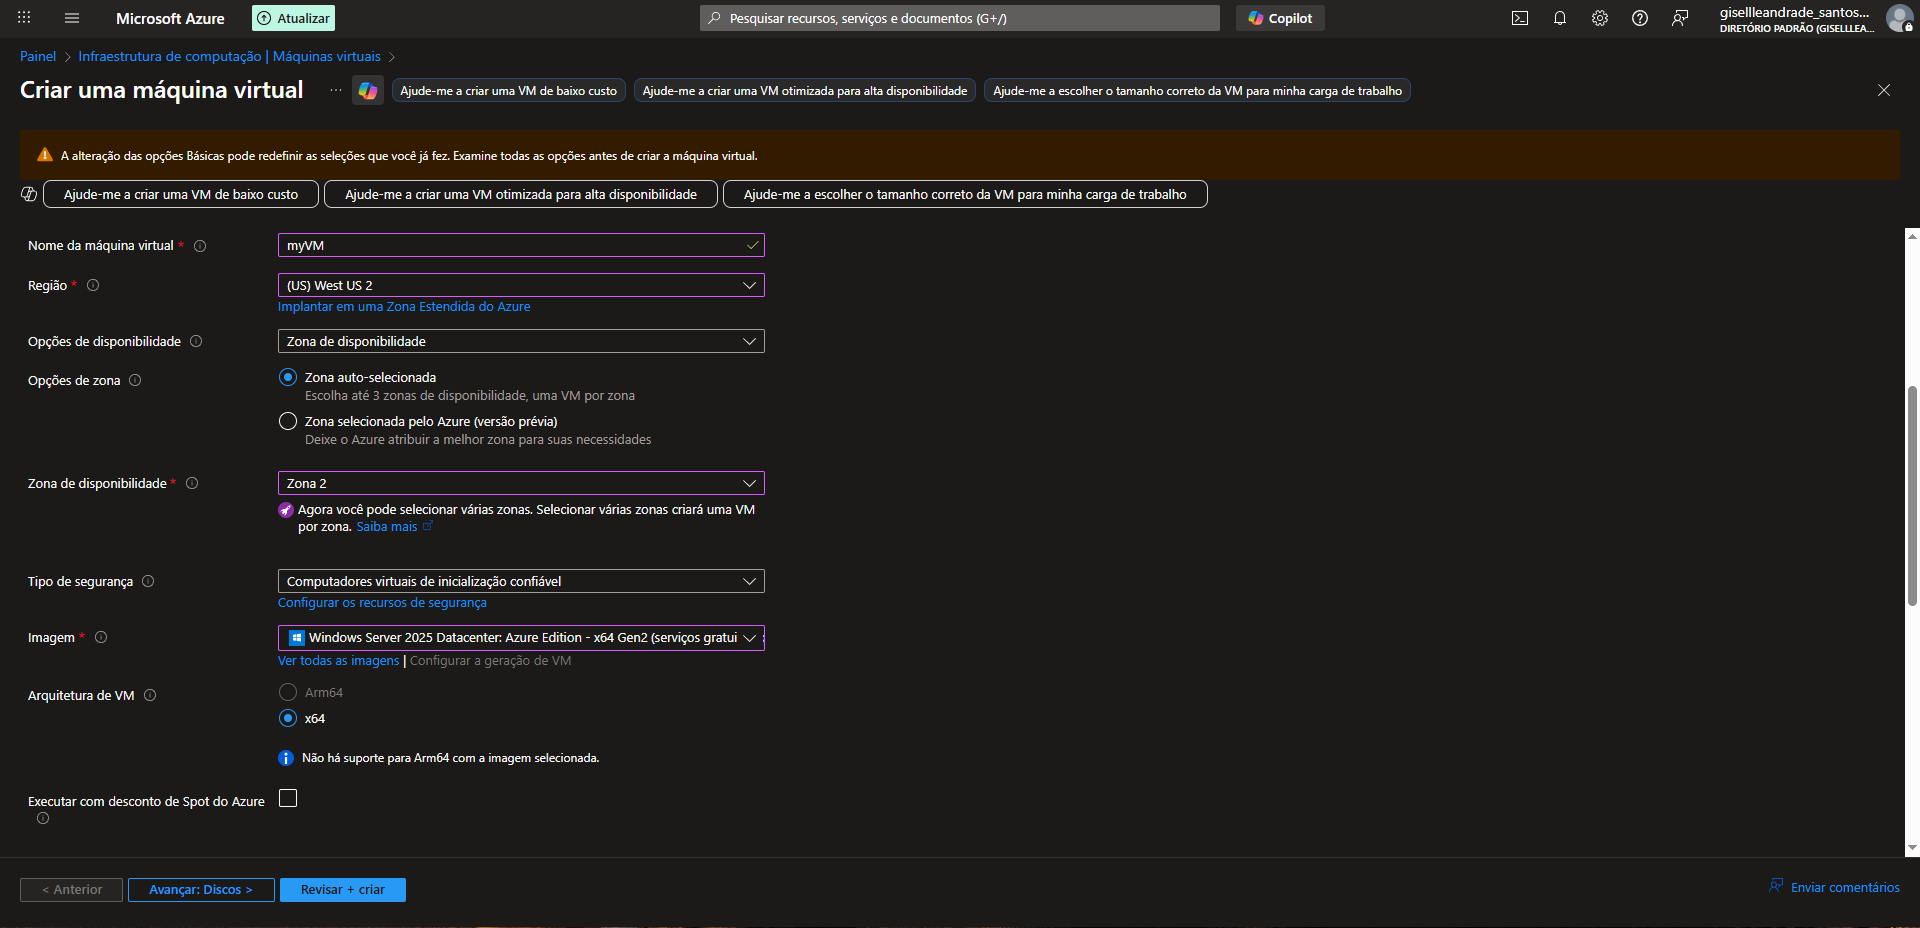 Microsoft Azure
Atualizar
Pesquisar recursos, serviços e documentos (G+/)
Copilot
gisellleandrade_santos...
DIRETÓRIO PADRÃO (GISELLLEA...
Painel > Infraestrutura de computação | Máquinas virtuais >
Criar uma máquina virtual ...
Ajude-me a criar uma VM de baixo custo
Ajude-me a criar uma VM otimizada para alta disponibilidade
Ajude-me a escolher o tamanho correto da VM para minha carga de trabalho
A alteração das opções Básicas pode redefinir as seleções que você já fez. Examine todas as opções antes de criar a máquina virtual.
Ajude-me a criar uma VM de baixo custo
Ajude-me a criar uma VM otimizada para alta disponibilidade
Ajude-me a escolher o tamanho correto da VM para minha carga de trabalho
Nome da máquina virtual *
myVM
Região *
(US) West US 2
Implantar em uma Zona Estendida do Azure
Opções de disponibilidade
Zona de disponibilidade
Opções de zona
Zona auto-selecionada
Escolha até 3 zonas de disponibilidade, uma VM por zona
Zona selecionada pelo Azure (versão prévia)
Deixe o Azure atribuir a melhor zona para suas necessidades
Zona de disponibilidade *
Zona 2
Agora você pode selecionar várias zonas. Selecionar várias zonas criará uma VM
por zona. Saiba mais
Tipo de segurança
Computadores virtuais de inicialização confiável
Configurar os recursos de segurança
Imagem *
Windows Server 2025 Datacenter: Azure Edition - x64 Gen2 (serviços gratui
Ver todas as imagens | Configurar a geração de VM
Arquitetura de VM
Arm64
x64
Não há suporte para Arm64 com a imagem selecionada.
Executar com desconto de Spot do Azure
< Anterior
Avançar: Discos >
Revisar + criar
Enviar comentários